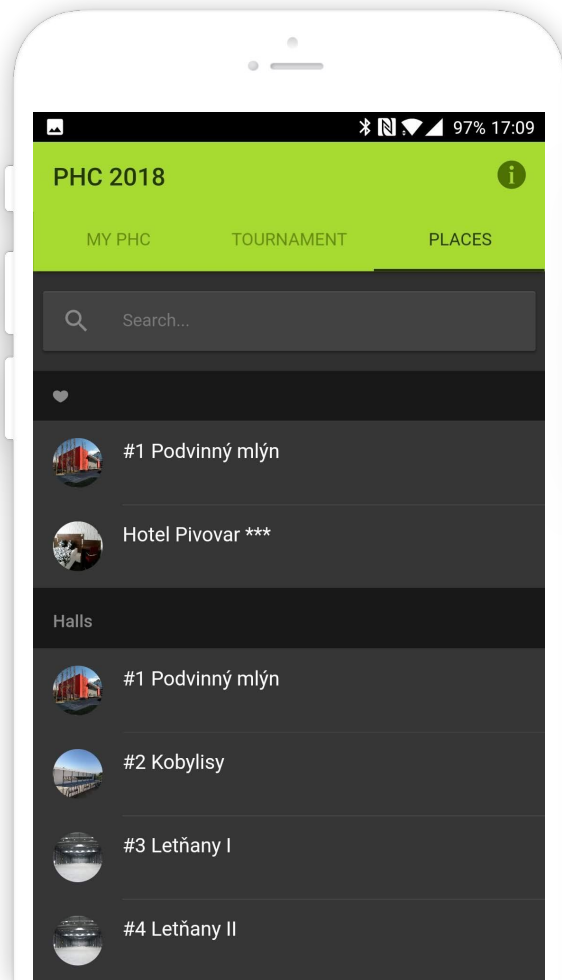 97% 17:09
PHC 2018
MY PHC TOURNAMENT PLACES
Search...
#1 Podvinný mlýn
Hotel Pivovar ***
Halls
#1 Podvinný mlýn
#2 Kobylisy
#3 Letňany I
#4 Letňany II